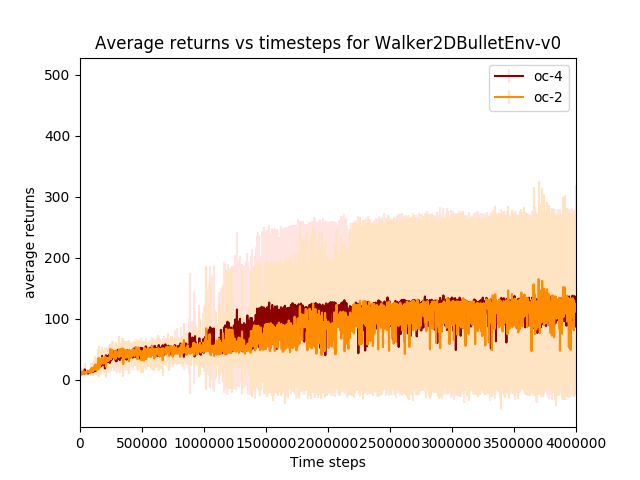 Average returns vs timesteps for Walker2DBulletEnv-v0
oc-4
oc-2
500
400
300
200
100
0
average returns
0 500000 1000000 1500000 2000000 2500000 3000000 3500000 4000000
Time steps